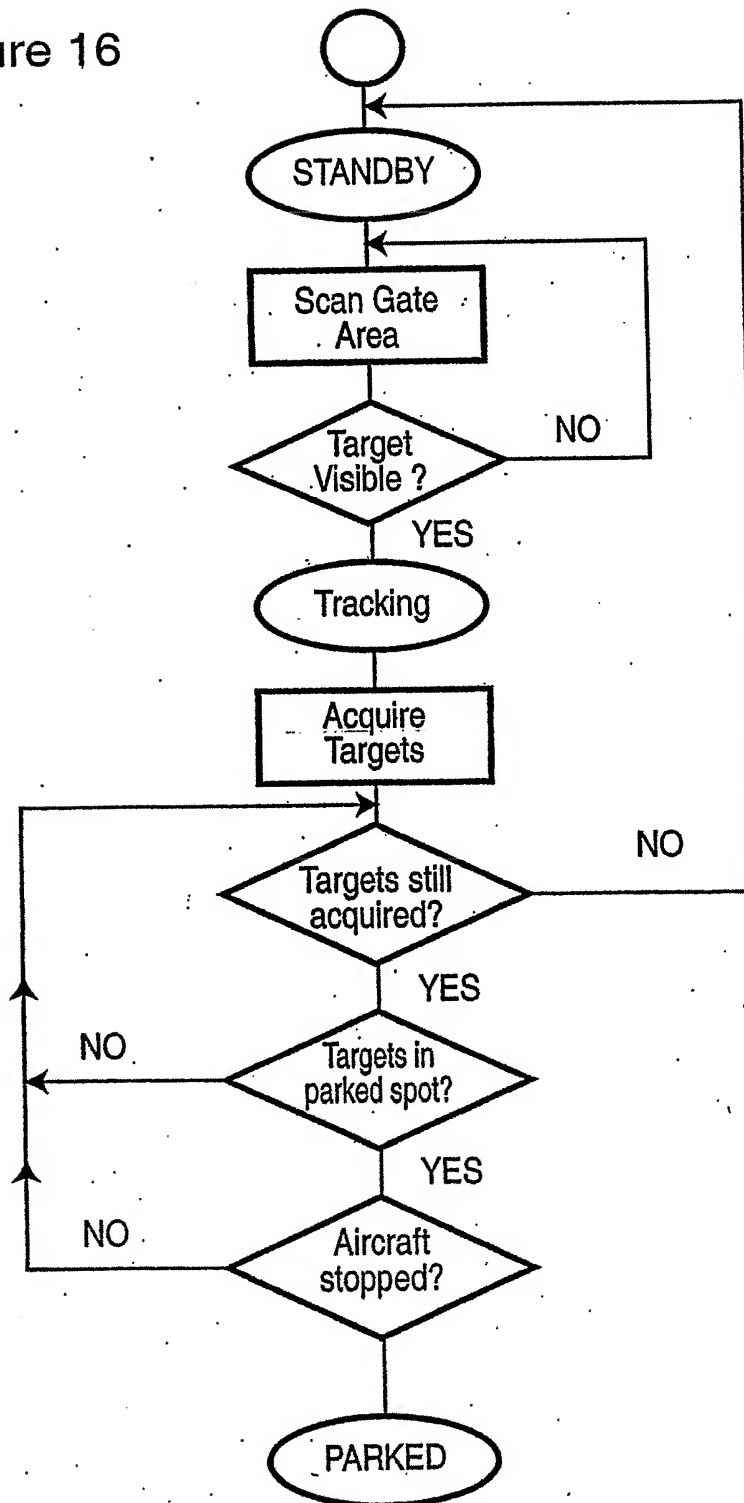 ure 16
STANDBY
Scan Gate
Area
Target
Visible ?
NO
YES
Tracking
Acquire
Targets
Targets still
acquired?
NO
YES
Targets in
parked spot?
NO
YES
Aircraft
stopped?
NO
PARKED